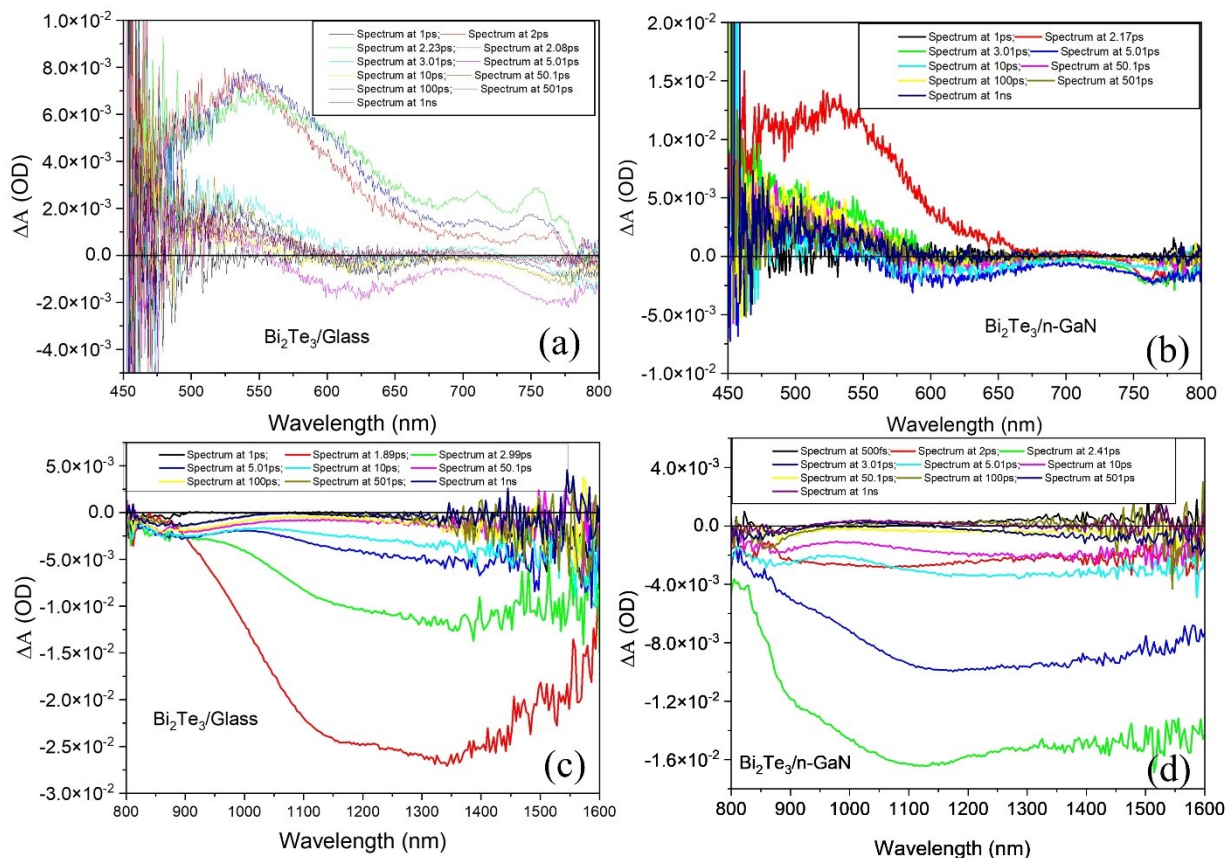 1.0×10⁻²
8.0×10⁻³
6.0×10⁻³
4.0×10⁻³
2.0×10⁻³
0.0
-2.0×10⁻³
-4.0×10⁻³
ΔA (OD)
Spectrum at 1ps; Spectrum at 2ps
Spectrum at 2.23ps; Spectrum at 2.08ps
Spectrum at 3.01ps; Spectrum at 5.01ps
Spectrum at 10ps Spectrum at 50.1ps
Spectrum at 100ps; Spectrum at 501ps
Spectrum at 1ns
Bi₂Te₃/Glass
(a)
450 500 550 600 650 700 750 800
Wavelength (nm)
2.0×10⁻²
1.5×10⁻²
1.0×10⁻²
5.0×10⁻³
0.0
-5.0×10⁻³
-1.0×10⁻²
ΔA (OD)
Spectrum at 1ps; Spectrum at 2.17ps
Spectrum at 3.01ps; Spectrum at 5.01ps
Spectrum at 10ps Spectrum at 50.1ps
Spectrum at 100ps; Spectrum at 501ps
Spectrum at 1ns
Bi₂Te₃/n-GaN
(b)
450 500 550 600 650 700 750 800
Wavelength (nm)
5.0×10⁻³
0.0
-5.0×10⁻³
-1.0×10⁻²
-1.5×10⁻²
-2.0×10⁻²
-2.5×10⁻²
-3.0×10⁻²
ΔA (OD)
Spectrum at 1ps; Spectrum at 1.89ps; Spectrum at 2.99ps
Spectrum at 5.01ps; Spectrum at 10ps; Spectrum at 50.1ps
Spectrum at 100ps; Spectrum at 501ps Spectrum at 1ns
Bi₂Te₃/Glass
(c)
800 900 1000 1100 1200 1300 1400 1500 1600
Wavelength (nm)
4.0×10⁻³
0.0
-4.0×10⁻³
-8.0×10⁻³
-1.2×10⁻²
-1.6×10⁻²
ΔA (OD)
Spectrum at 500fs; Spectrum at 2ps; Spectrum at 2.41ps
Spectrum at 3.01ps; Spectrum at 5.01ps; Spectrum at 10ps
Spectrum at 50.1ps; Spectrum at 100ps; Spectrum at 501ps
Spectrum at 1ns
Bi₂Te₃/n-GaN
(d)
800 900 1000 1100 1200 1300 1400 1500 1600
Wavelength (nm)